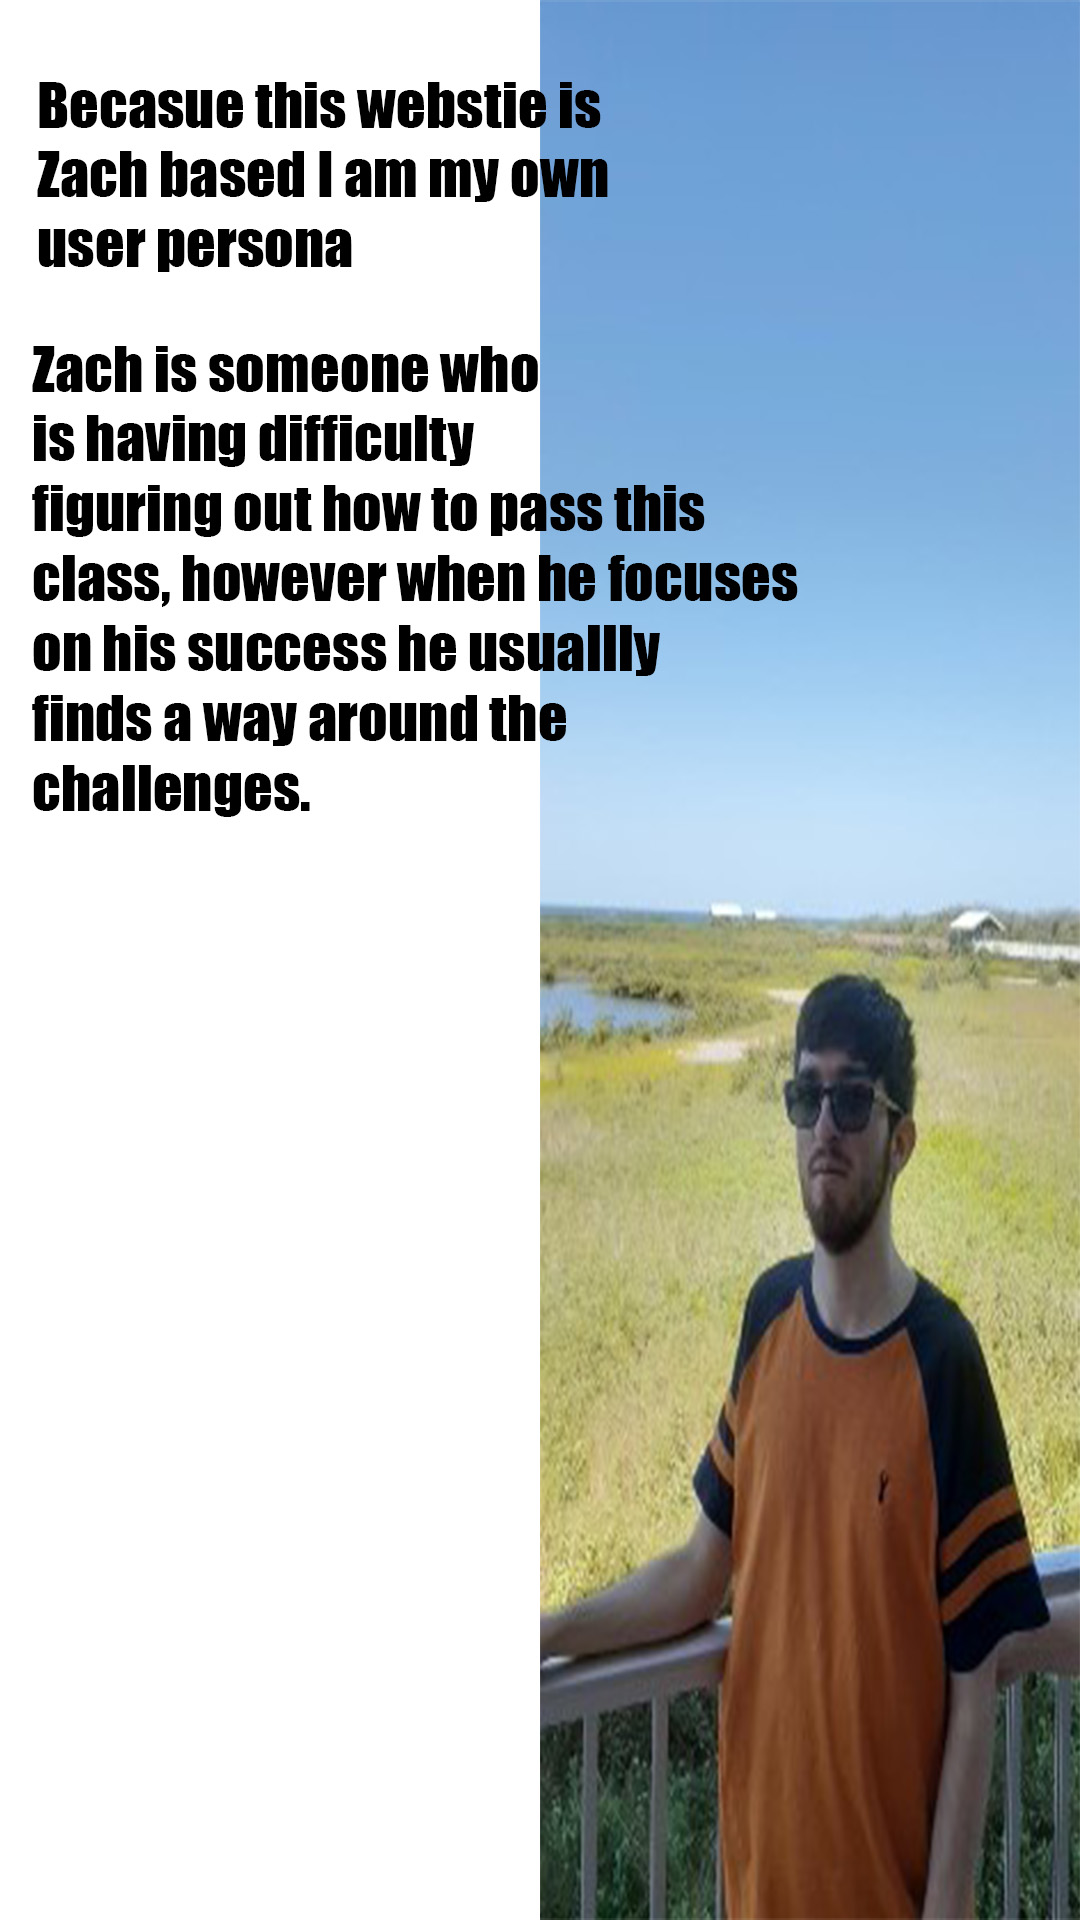 Becasue this webstie is
Zach based I am my own
user persona
Zach is someone who
is having difficulty
figuring out how to pass this
class, however when he focuses
on his success he usuallly
finds a way around the
challenges.